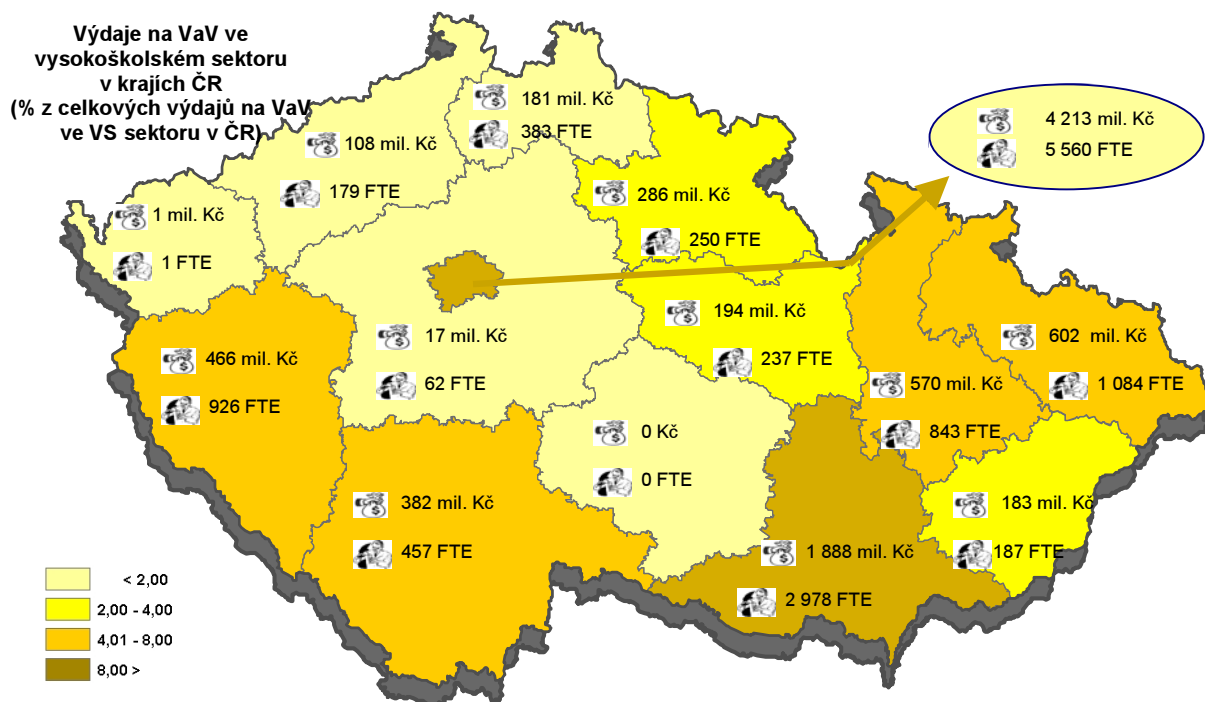 Výdaje na VaV ve
vysokoškolském sektoru
v krajích ČR
(% z celkových výdajů na VaV
ve VS sektoru v ČR)
181 mil. Kč
383 FTE
4 213 mil. Kč
5 560 FTE
108 mil. Kč
179 FTE
286 mil. Kč
250 FTE
1 mil. Kč
1 FTE
194 mil. Kč
237 FTE
17 mil. Kč
62 FTE
602 mil. Kč
1 084 FTE
466 mil. Kč
926 FTE
570 mil. Kč
843 FTE
0 Kč
0 FTE
382 mil. Kč
457 FTE
183 mil. Kč
187 FTE
1 888 mil. Kč
2 978 FTE
< 2,00
2,00 - 4,00
4,01 - 8,00
8,00 >